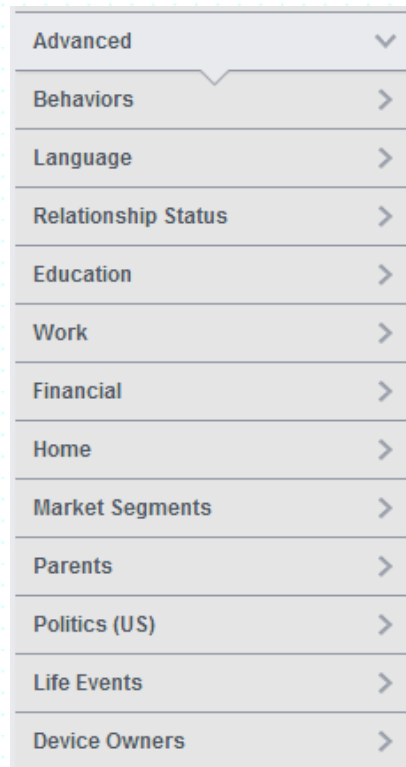 Advanced
Behaviors
Language
Relationship Status
Education
Work
Financial
Home
Market Segments
Parents
Politics (US)
Life Events
Device Owners